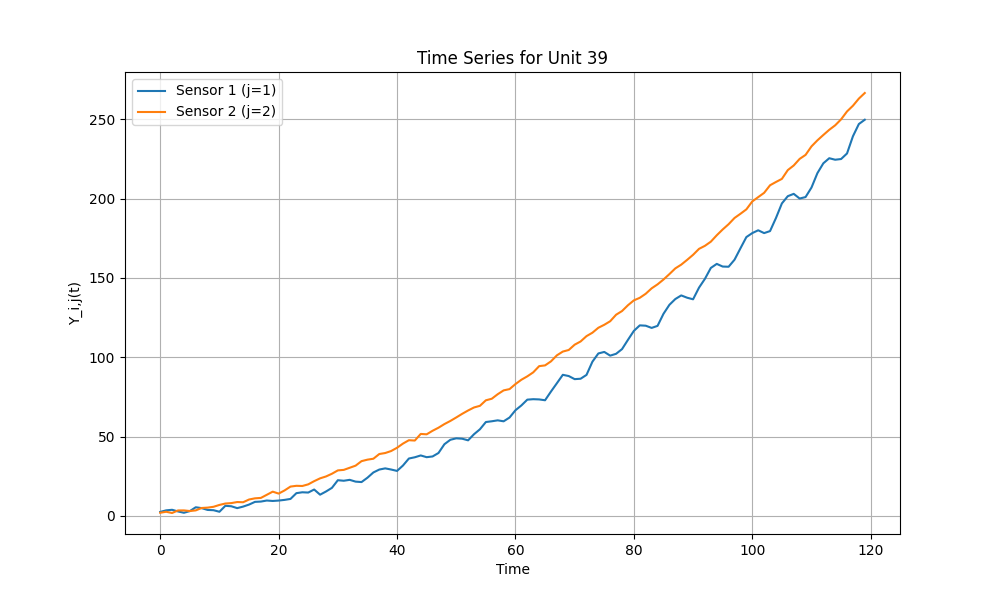 Time Series for Unit 39
Sensor 1 (j=1)
Sensor 2 (j=2)
Y_i,j(t)
250
200
150
100
50
0
0 20 40 60 80 100 120
Time